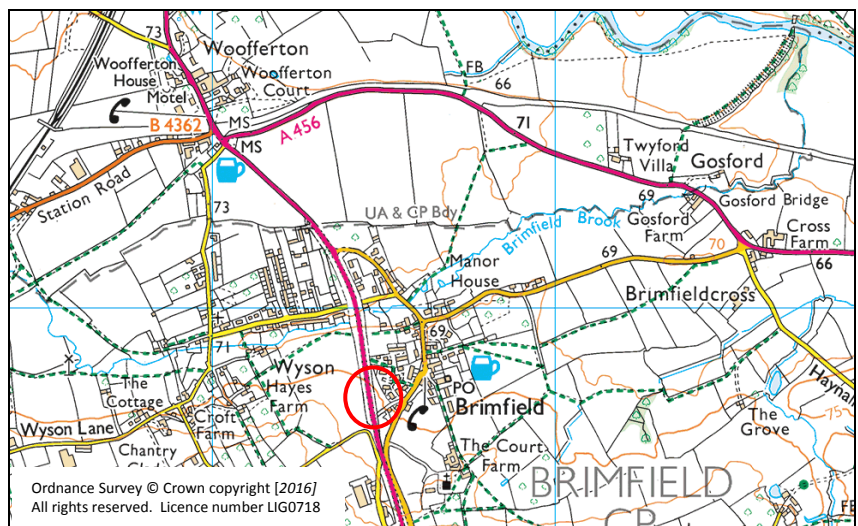 73
Woofferton
Woofferton
House
Woofferton
Court
Motel
FB
66
MS
B 4362
A 456
MS
71
Twyford
Villa
Gosford
Station Road
73
69
Gosford Bridge
UA & CP Bdy
Gosford
Farm
Cross
Farm
Brimfield Brook
70
Manor
House
69
66
Brimfieldcross
69
71
Wyson
The
Cottage
Hayes
Farm
PO
Brimfield
Croft
Farm
Wyson Lane
The
Grove
75
Chantry
The Court
Farm
BRIMFIELD
CP
Ordnance Survey © Crown copyright [2016]
All rights reserved. Licence number LIG0718